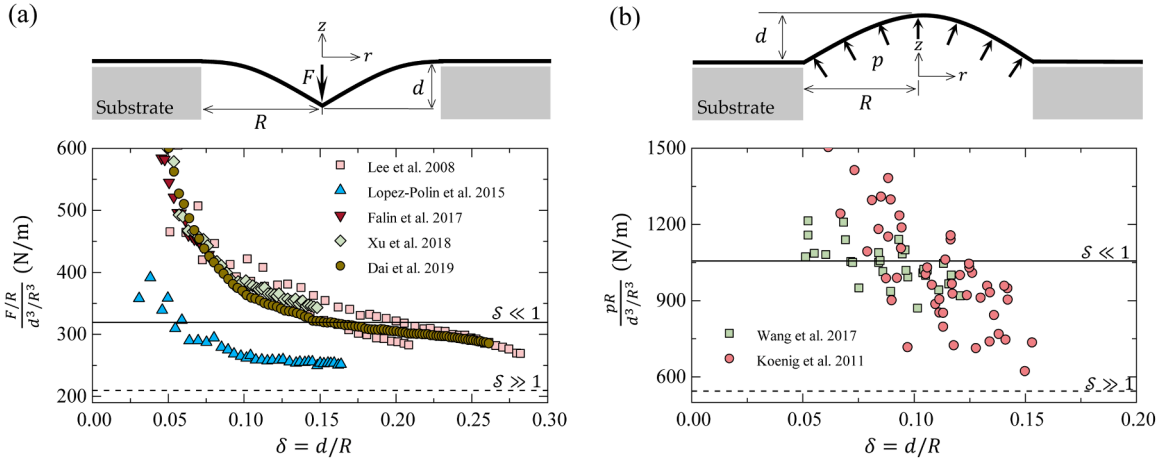 (a)
z
r
F
d
Substrate
R
600
500
400
300
200
F/R
d³/R³ (N/m)
Lee et al. 2008
Lopez-Polin et al. 2015
Falin et al. 2017
Xu et al. 2018
Dai et al. 2019
𝒮 ≪ 1
𝒮 ≫ 1
0.00 0.05 0.10 0.15 0.20 0.25 0.30
δ = d/R
(b)
d
z
p
r
Substrate
R
1500
1200
900
600
pR
d³/R³ (N/m)
𝒮 ≪ 1
Wang et al. 2017
Koenig et al. 2011
𝒮 ≫ 1
0.00 0.05 0.10 0.15 0.20
δ = d/R